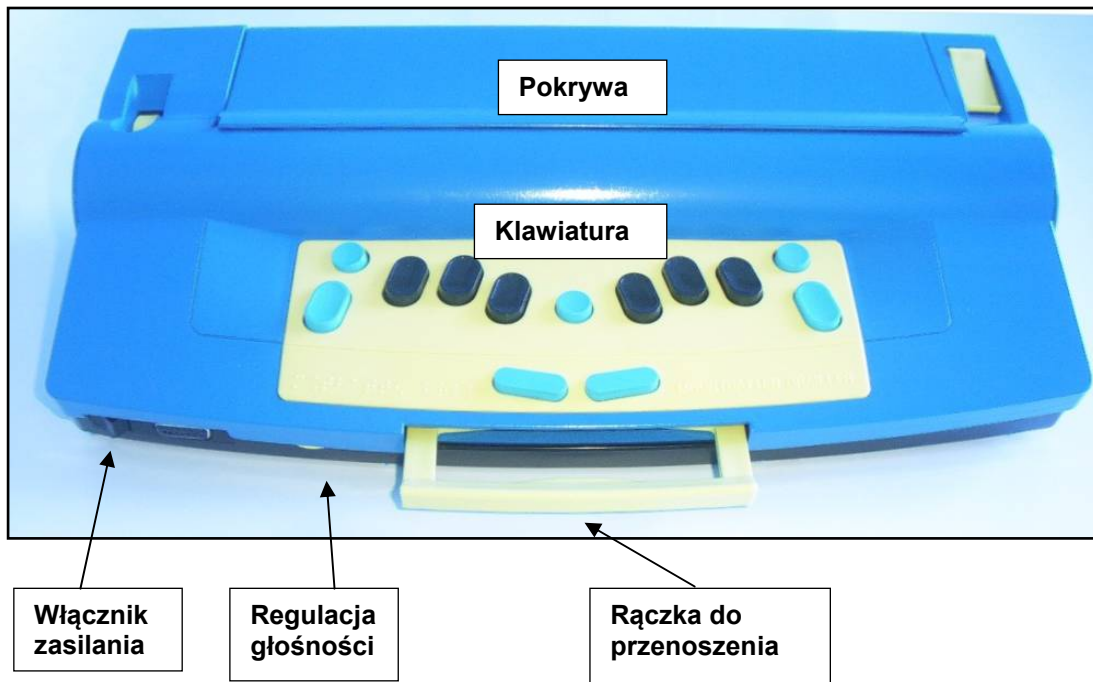 Pokrywa
Klawiatura
Włącznik
zasilania
Regulacja
głośności
Rączka do
przenoszenia